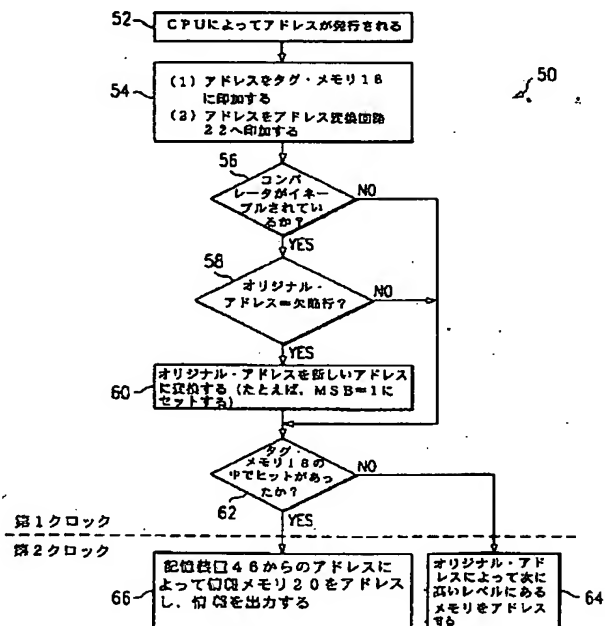 52
CPUによってアドレスが発行される
50
54
(1) アドレスをタグ・メモリ18
に印加する
(2) アドレスをアドレス変換回路
22へ印加する
56
コンパ
レータがイネー
ブルされてい
るか?
NO
YES
58
オリジナル・
アドレス=欠陥行?
NO
YES
60
オリジナル・アドレスを新しいアドレス
に変換する(たとえば、MSB=1に
セットする)
タグ・
メモリ18の
中でヒットがあっ
たか?
NO
62
YES
第1クロック
第2クロック
66
記憶装置46からのアドレスに
よって メモリ20をアドレス
し、 を出力する
オリジナル・アド
レスによって次に
高いレベルにある
メモリをアドレス
する
64